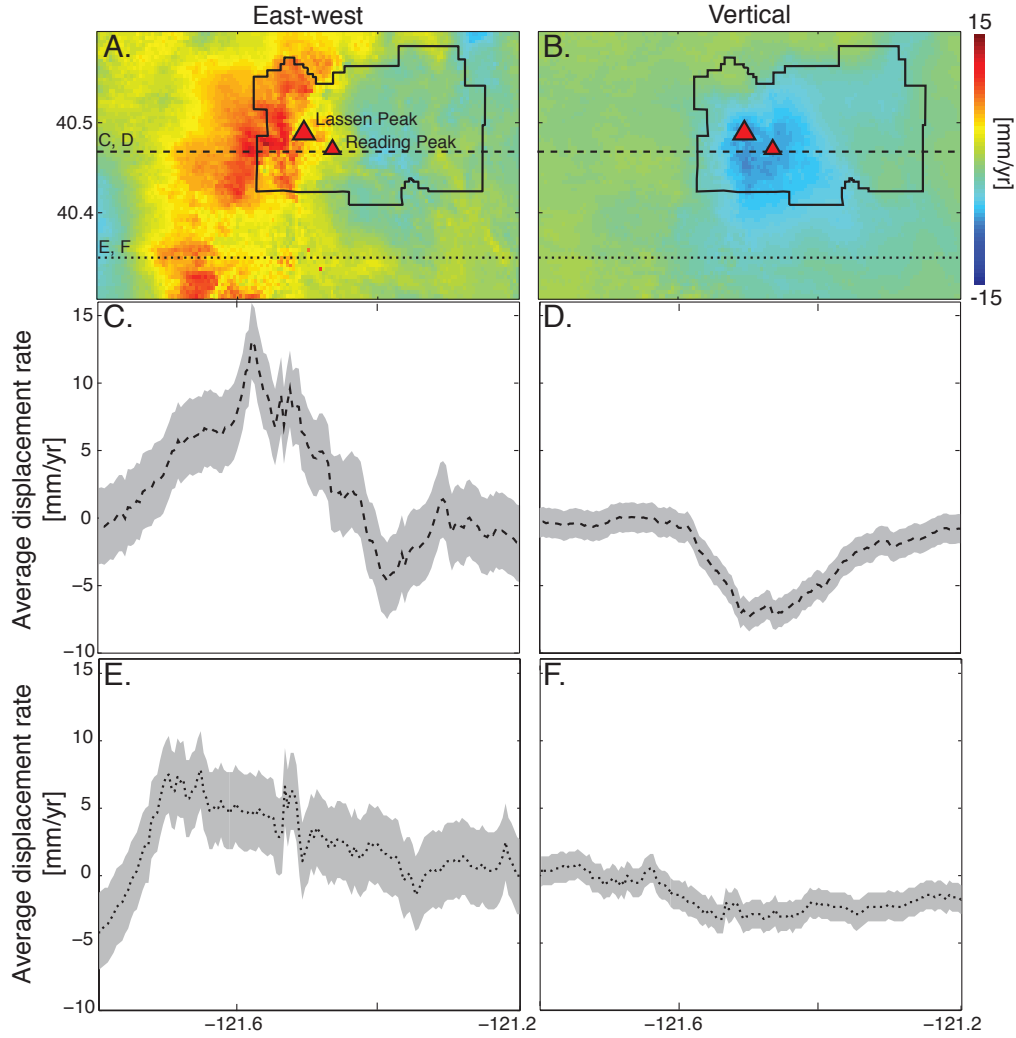 East-west
Vertical
A.
B.
15
Lassen Peak
Reading Peak
40.5
C, D
40.4
E, F
[mm/yr]
-15
C.
D.
15
10
5
0
−5
−10
Average displacement rate
[mm/yr]
E.
F.
15
10
5
0
−5
−10
Average displacement rate
[mm/yr]
−121.6
−121.2
−121.6
−121.2